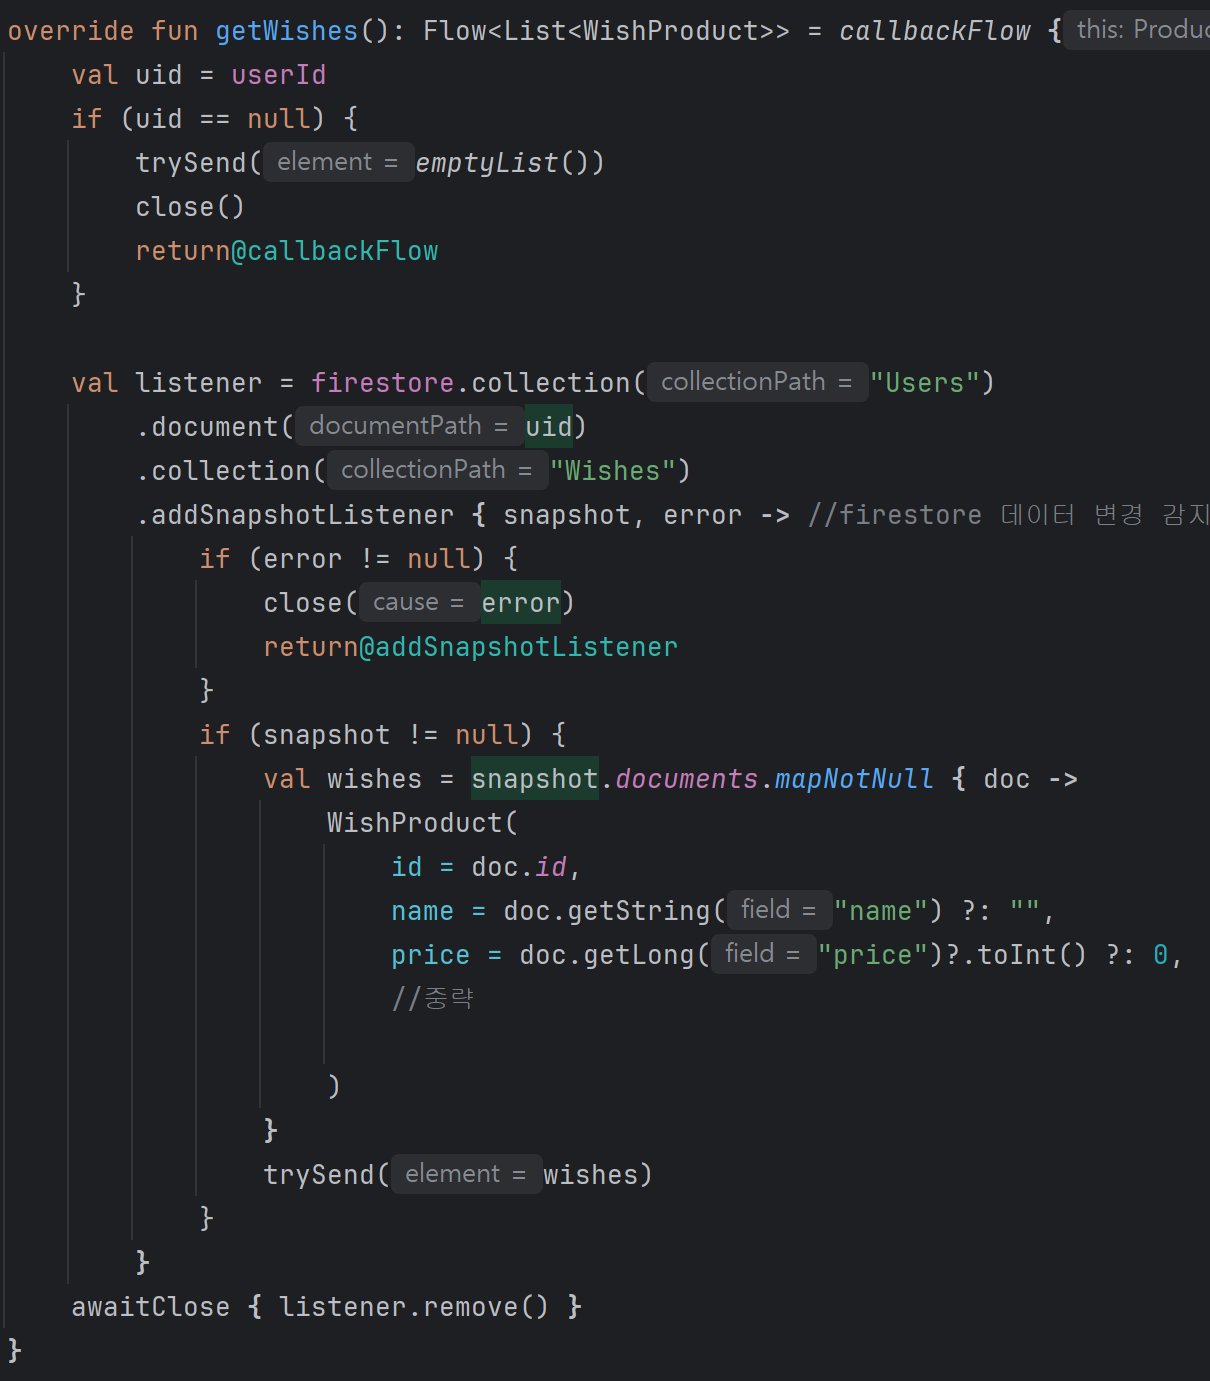 override fun getWishes(): Flow<List<WishProduct>> = callbackFlow { this: Produc
    val uid = userId
    if (uid == null) {
        trySend( element = emptyList())
        close()
        return@callbackFlow
    }

    val listener = firestore.collection( collectionPath = "Users")
        .document( documentPath = uid)
        .collection( collectionPath = "Wishes")
        .addSnapshotListener { snapshot, error -> //firestore 데이터 변경 감지
            if (error != null) {
                close( cause = error)
                return@addSnapshotListener
            }
            if (snapshot != null) {
                val wishes = snapshot.documents.mapNotNull { doc ->
                    WishProduct(
                        id = doc.id,
                        name = doc.getString( field = "name") ?: "",
                        price = doc.getLong( field = "price")?.toInt() ?: 0,
                        //중략

                    )
                }
                trySend( element = wishes)
            }
        }
    awaitClose { listener.remove() }
}